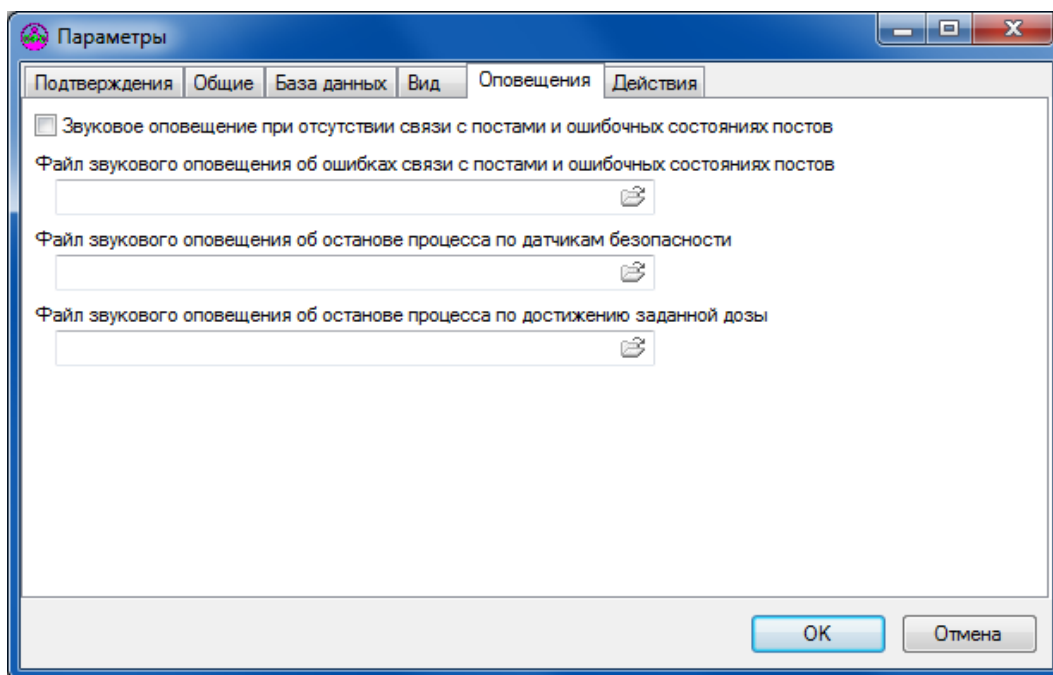 Параметры
Подтверждения Общие База данных Вид Оповещения Действия
Звуковое оповещение при отсутствии связи с постами и ошибочных состояниях постов
Файл звукового оповещения об ошибках связи с постами и ошибочных состояниях постов
Файл звукового оповещения об останове процесса по датчикам безопасности
Файл звукового оповещения об останове процесса по достижению заданной дозы
OK Отмена